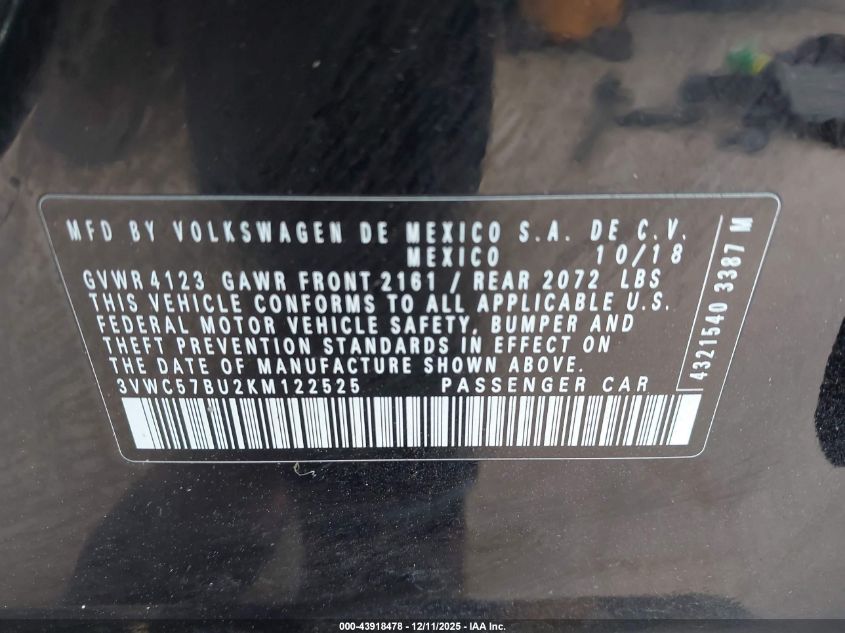 MFD BY VOLKSWAGEN DE MEXICO S.A. DE C.V.
MEXICO 10/18
GVWR 4123 GAWR FRONT 2161 / REAR 2072 LBS
THIS VEHICLE CONFORMS TO ALL APPLICABLE U.S.
FEDERAL MOTOR VEHICLE SAFETY, BUMPER AND
THEFT PREVENTION STANDARDS IN EFFECT ON
THE DATE OF MANUFACTURE SHOWN ABOVE.
3VWC57BU2KM122525 PASSENGER CAR
4321540 3387 M
000-43918478 - 12/11/2025 - IAA Inc.